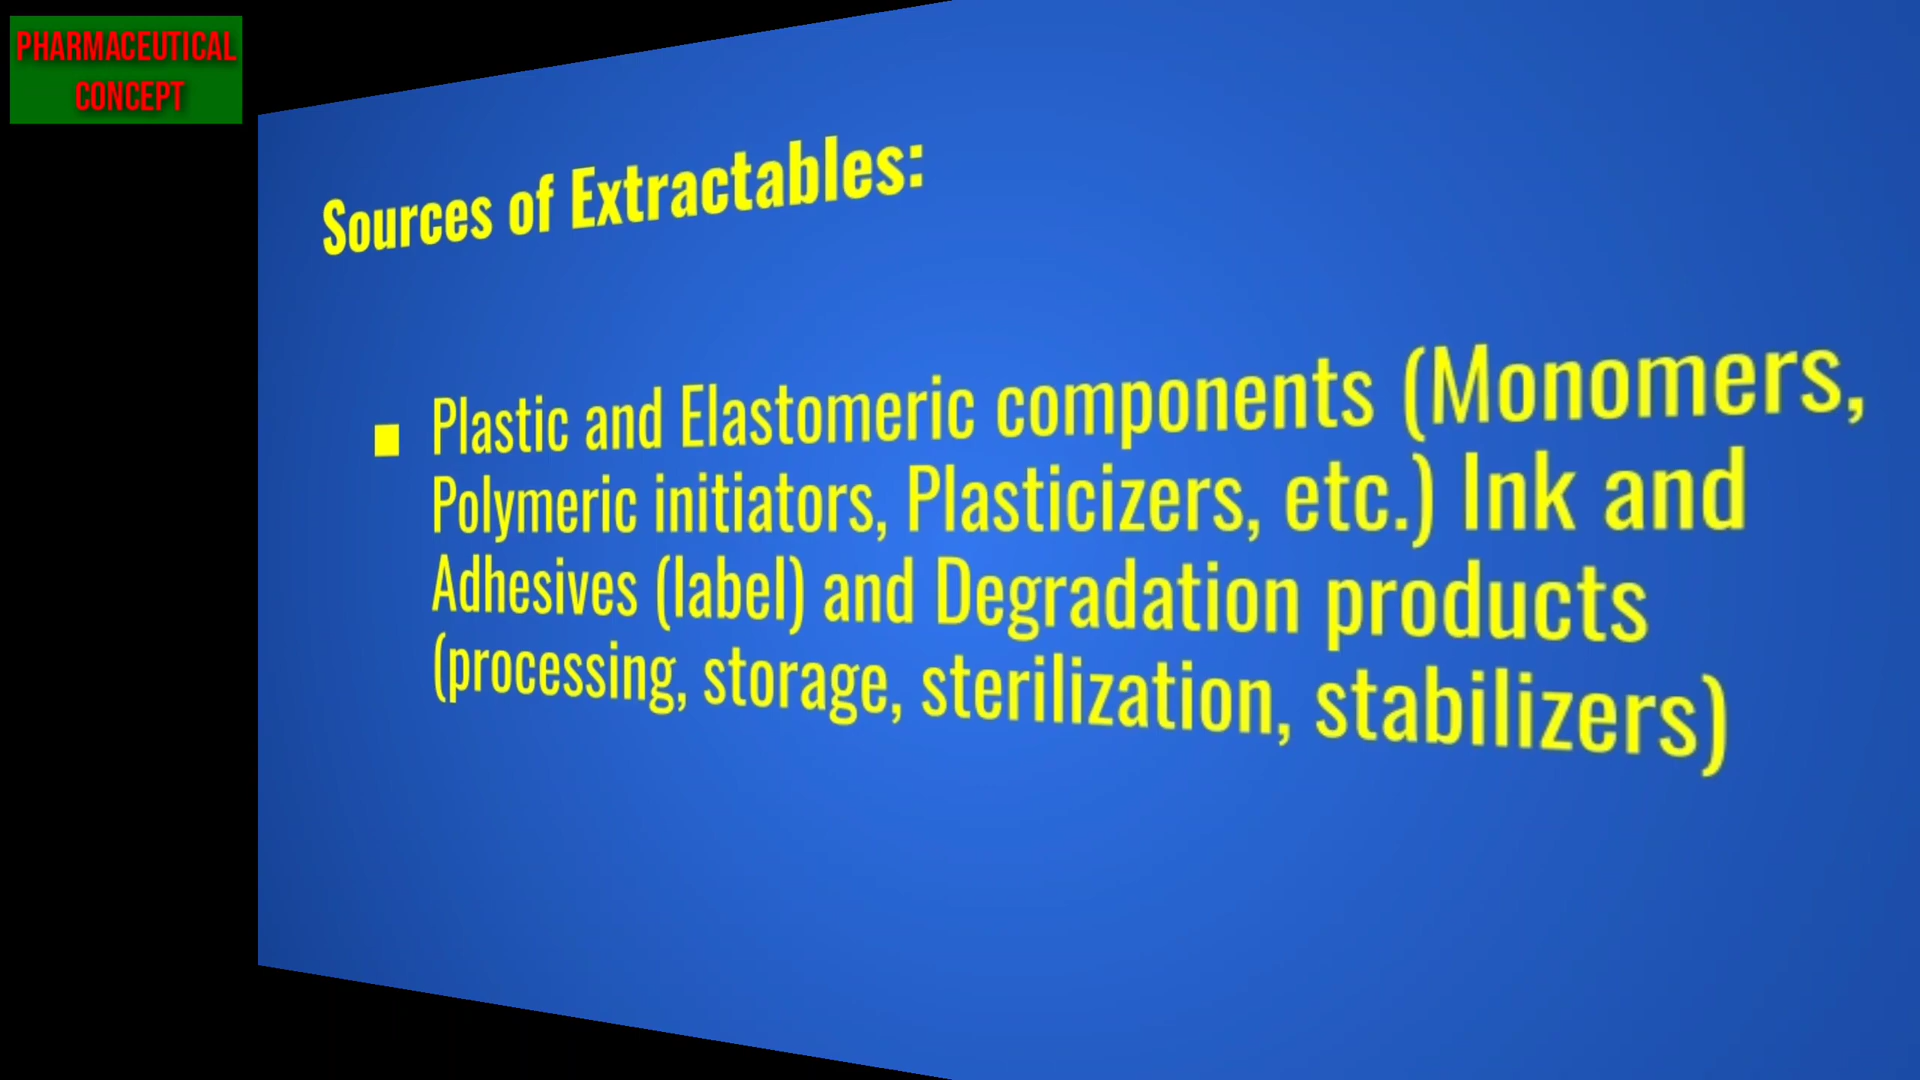 PHARMACEUTICAL
CONCEPT
Sources of Extractables:
■ Plastic and Elastomeric components (Monomers,
Polymeric initiators, Plasticizers, etc.) Ink and
Adhesives (label) and Degradation products
(processing, storage, sterilization, stabilizers)